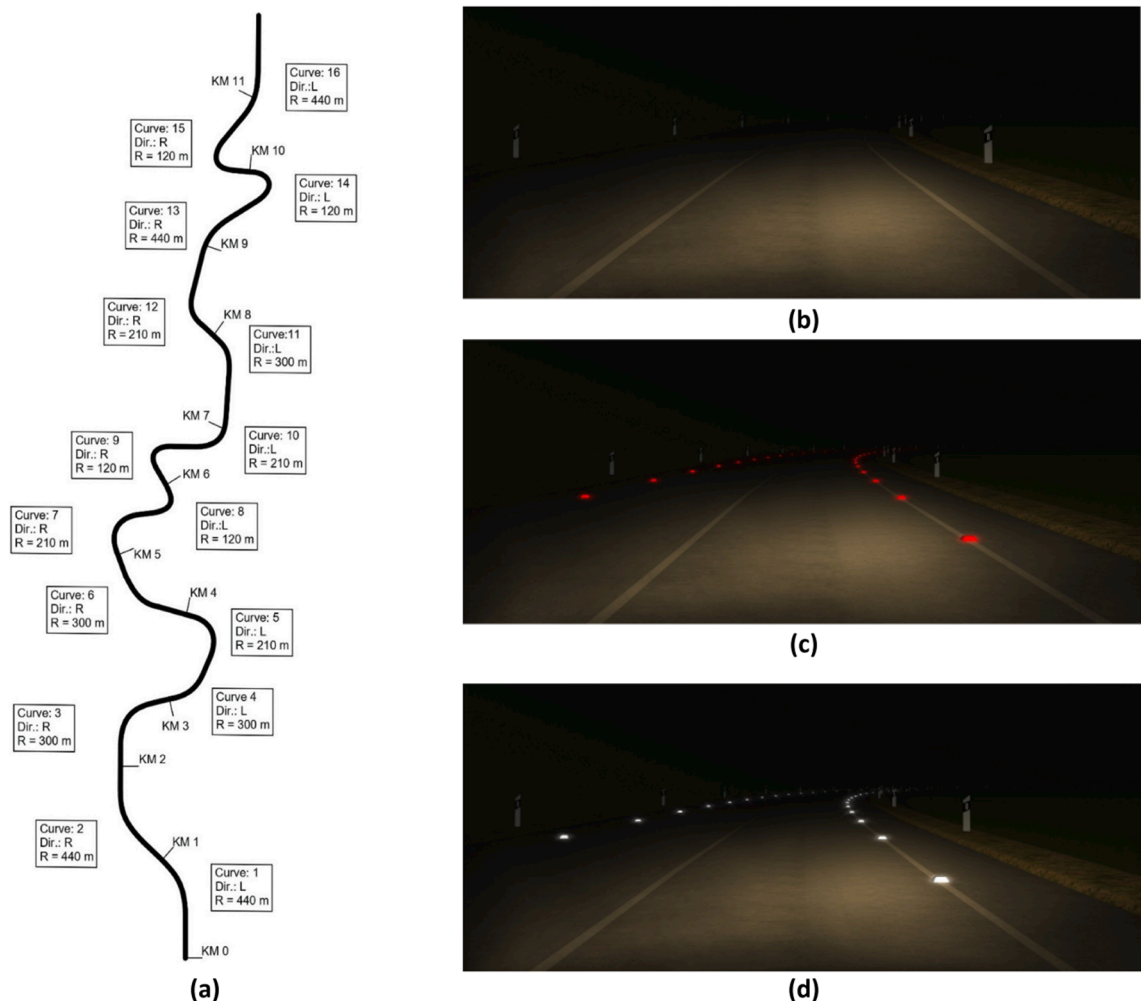 KM 11
Curve: 16
Dir.:L
R = 440 m
Curve: 15
Dir.: R
R = 120 m
KM 10
Curve: 14
Dir.: L
R = 120 m
Curve: 13
Dir.: R
R = 440 m
KM 9
Curve: 12
Dir.: R
R = 210 m
KM 8
Curve:11
Dir.:L
R = 300 m
KM 7
Curve: 9
Dir.: R
R = 120 m
Curve: 10
Dir.:L
R = 210 m
KM 6
Curve: 7
Dir.: R
R = 210 m
Curve: 8
Dir.:L
R = 120 m
KM 5
Curve: 6
Dir.: R
R = 300 m
KM 4
Curve: 5
Dir.: L
R = 210 m
Curve: 3
Dir.: R
R = 300 m
Curve 4
Dir.: L
R = 300 m
KM 3
KM 2
Curve: 2
Dir.: R
R = 440 m
KM 1
Curve: 1
Dir.: L
R = 440 m
KM 0
(a)
(b)
(c)
(d)